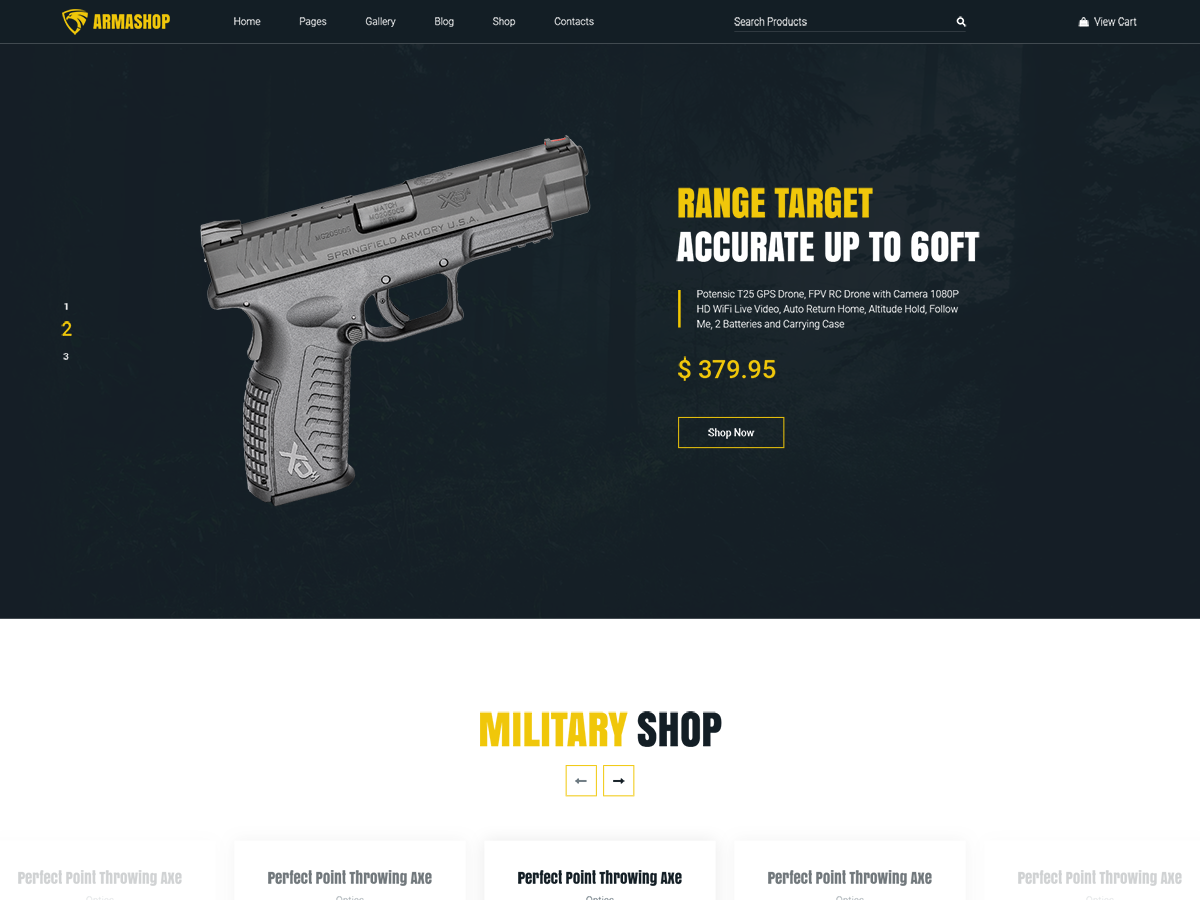 ARMASHOP
Home Pages Gallery Blog Shop Contacts
Search Products
View Cart
MATCH
SPRINGFIELD ARMORY U.S.A.
1
2
3
RANGE TARGET
ACCURATE UP TO 60FT
Potensic T25 GPS Drone, FPV RC Drone with Camera 1080P
HD WiFi Live Video, Auto Return Home, Altitude Hold, Follow
Me, 2 Batteries and Carrying Case
$ 379.95
Shop Now
MILITARY SHOP
Perfect Point Throwing Axe
Perfect Point Throwing Axe
Perfect Point Throwing Axe
Perfect Point Throwing Axe
Perfect Point Throwing Axe